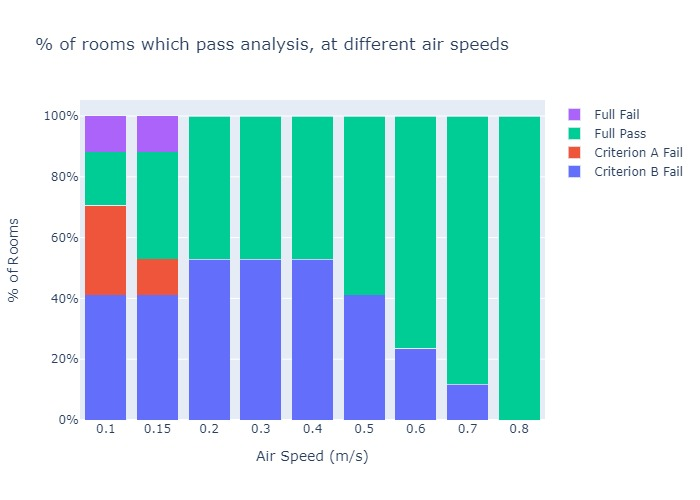 % of rooms which pass analysis, at different air speeds
100%
80%
60%
40%
20%
0%
% of Rooms
0.1 0.15 0.2 0.3 0.4 0.5 0.6 0.7 0.8
Air Speed (m/s)
Full Fail
Full Pass
Criterion A Fail
Criterion B Fail